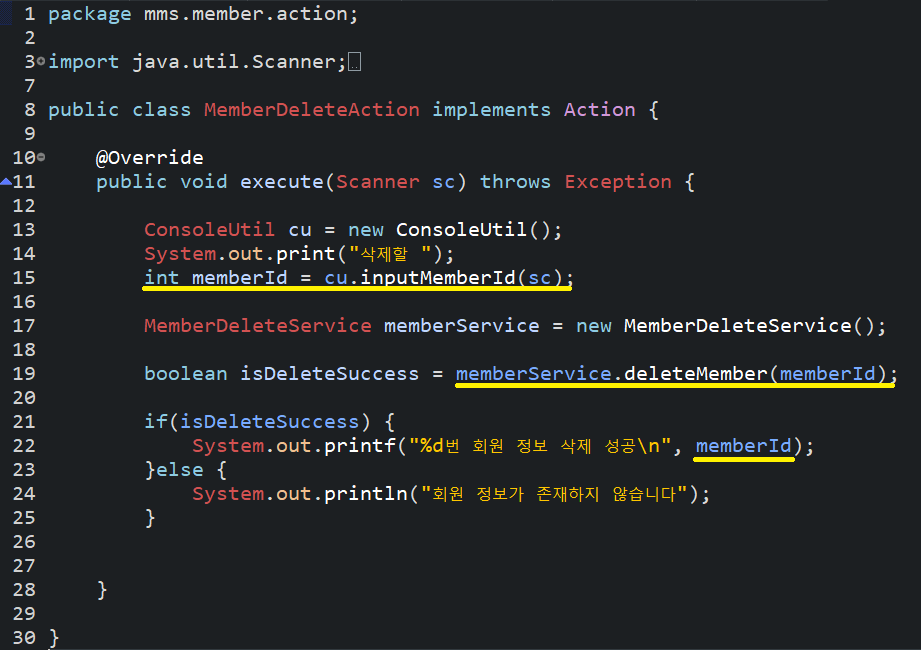 1 package mms.member.action;
2
3 import java.util.Scanner;
7
8 public class MemberDeleteAction implements Action {
9
10 @Override
11 public void execute(Scanner sc) throws Exception {
12
13 ConsoleUtil cu = new ConsoleUtil();
14 System.out.print("삭제할 ");
15 int memberId = cu.inputMemberId(sc);
16
17 MemberDeleteService memberService = new MemberDeleteService();
18
19 boolean isDeleteSuccess = memberService.deleteMember(memberId);
20
21 if(isDeleteSuccess) {
22 System.out.printf("%d번 회원 정보 삭제 성공\n", memberId);
23 }else {
24 System.out.println("회원 정보가 존재하지 않습니다");
25 }
26
27
28 }
29
30 }